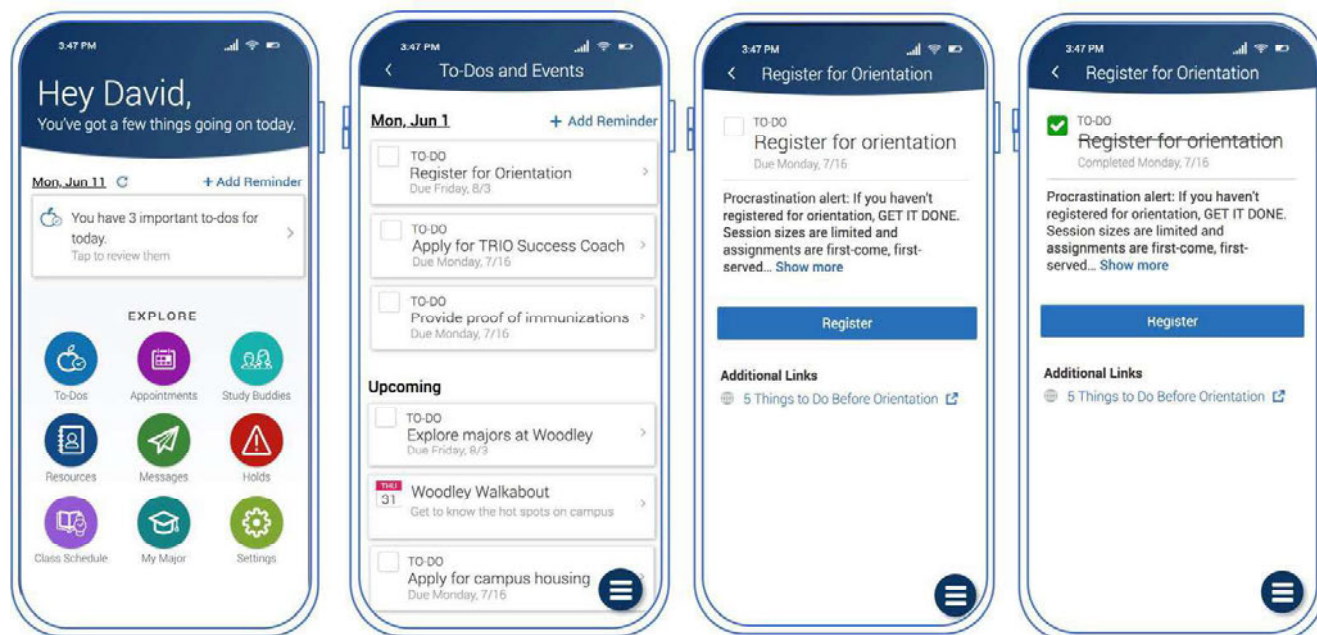 3:47 PM
Hey David,
You've got a few things going on today.
Mon, Jun 11
+ Add Reminder
You have 3 important to-dos for
today.
Tap to review them
EXPLORE
To-Dos
Appointments
Study Buddies
Resources
Messages
Holds
Class Schedule
My Major
Settings
3:47 PM
To-Dos and Events
Mon, Jun 1
+ Add Reminder
TO-DO
Register for Orientation
Due Friday, 8/3
TO-DO
Apply for TRIO Success Coach
Due Monday, 7/16
TO-DO
Provide proof of immunizations
Due Monday, 7/16
Upcoming
TO-DO
Explore majors at Woodley
Due Friday, 8/3
THU
31
Woodley Walkabout
Get to know the hot spots on campus
TO-DO
Apply for campus housing
Due Monday, 7/16
3:47 PM
Register for Orientation
TO-DO
Register for orientation
Due Monday, 7/16
Procrastination alert: If you haven't
registered for orientation, GET IT DONE.
Session sizes are limited and
assignments are first-come, first-
served... Show more
Register
Additional Links
5 Things to Do Before Orientation
3:47 PM
Register for Orientation
TO-DO
Register for orientation
Completed Monday, 7/16
Procrastination alert: If you haven't
registered for orientation, GET IT DONE.
Session sizes are limited and
assignments are first-come, first-
served... Show more
Register
Additional Links
5 Things to Do Before Orientation